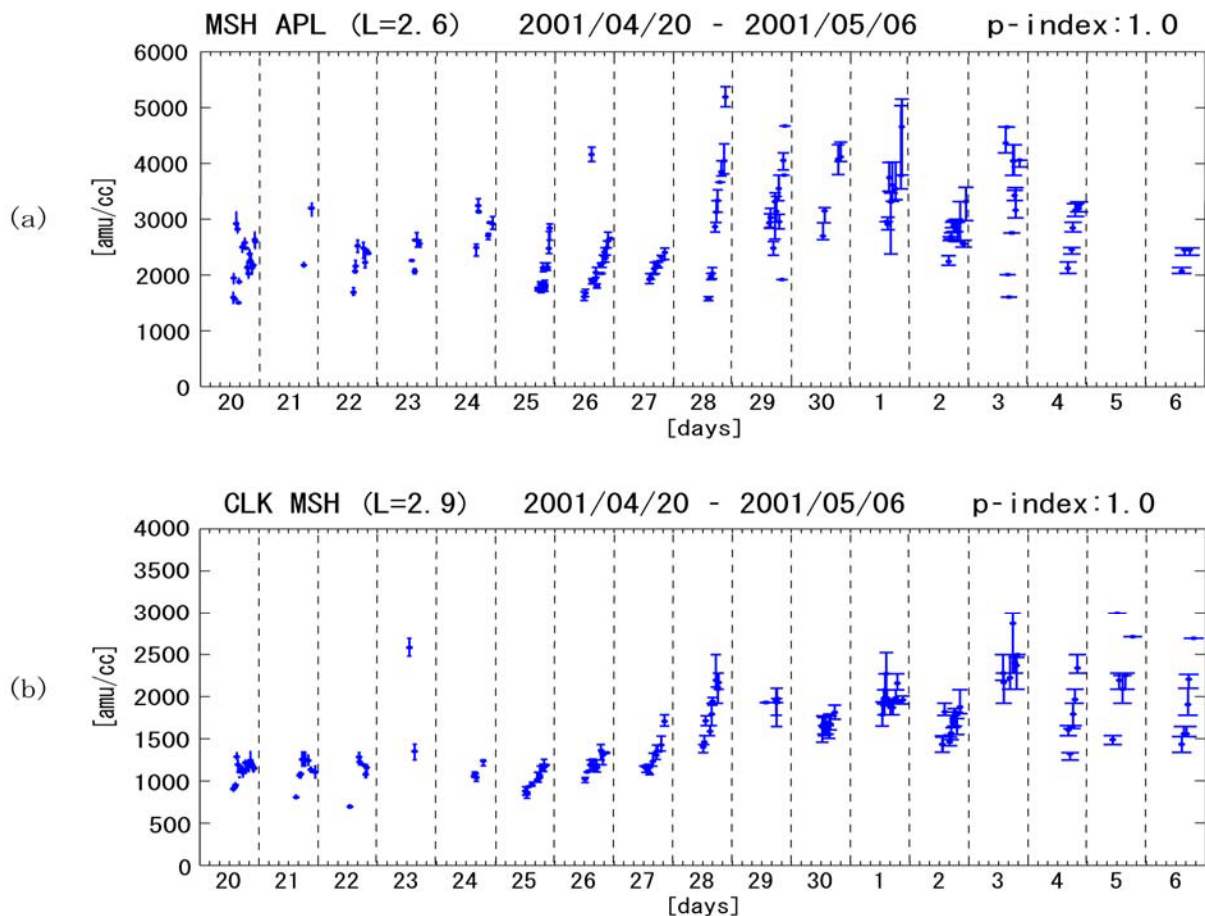 MSH APL (L=2.6) 2001/04/20 - 2001/05/06 p-index:1.0
(a)
[amu/cc]
6000
5000
4000
3000
2000
1000
0
20 21 22 23 24 25 26 27 28 29 30 1 2 3 4 5 6
[days]
CLK MSH (L=2.9) 2001/04/20 - 2001/05/06 p-index:1.0
(b)
[amu/cc]
4000
3500
3000
2500
2000
1500
1000
500
0
20 21 22 23 24 25 26 27 28 29 30 1 2 3 4 5 6
[days]